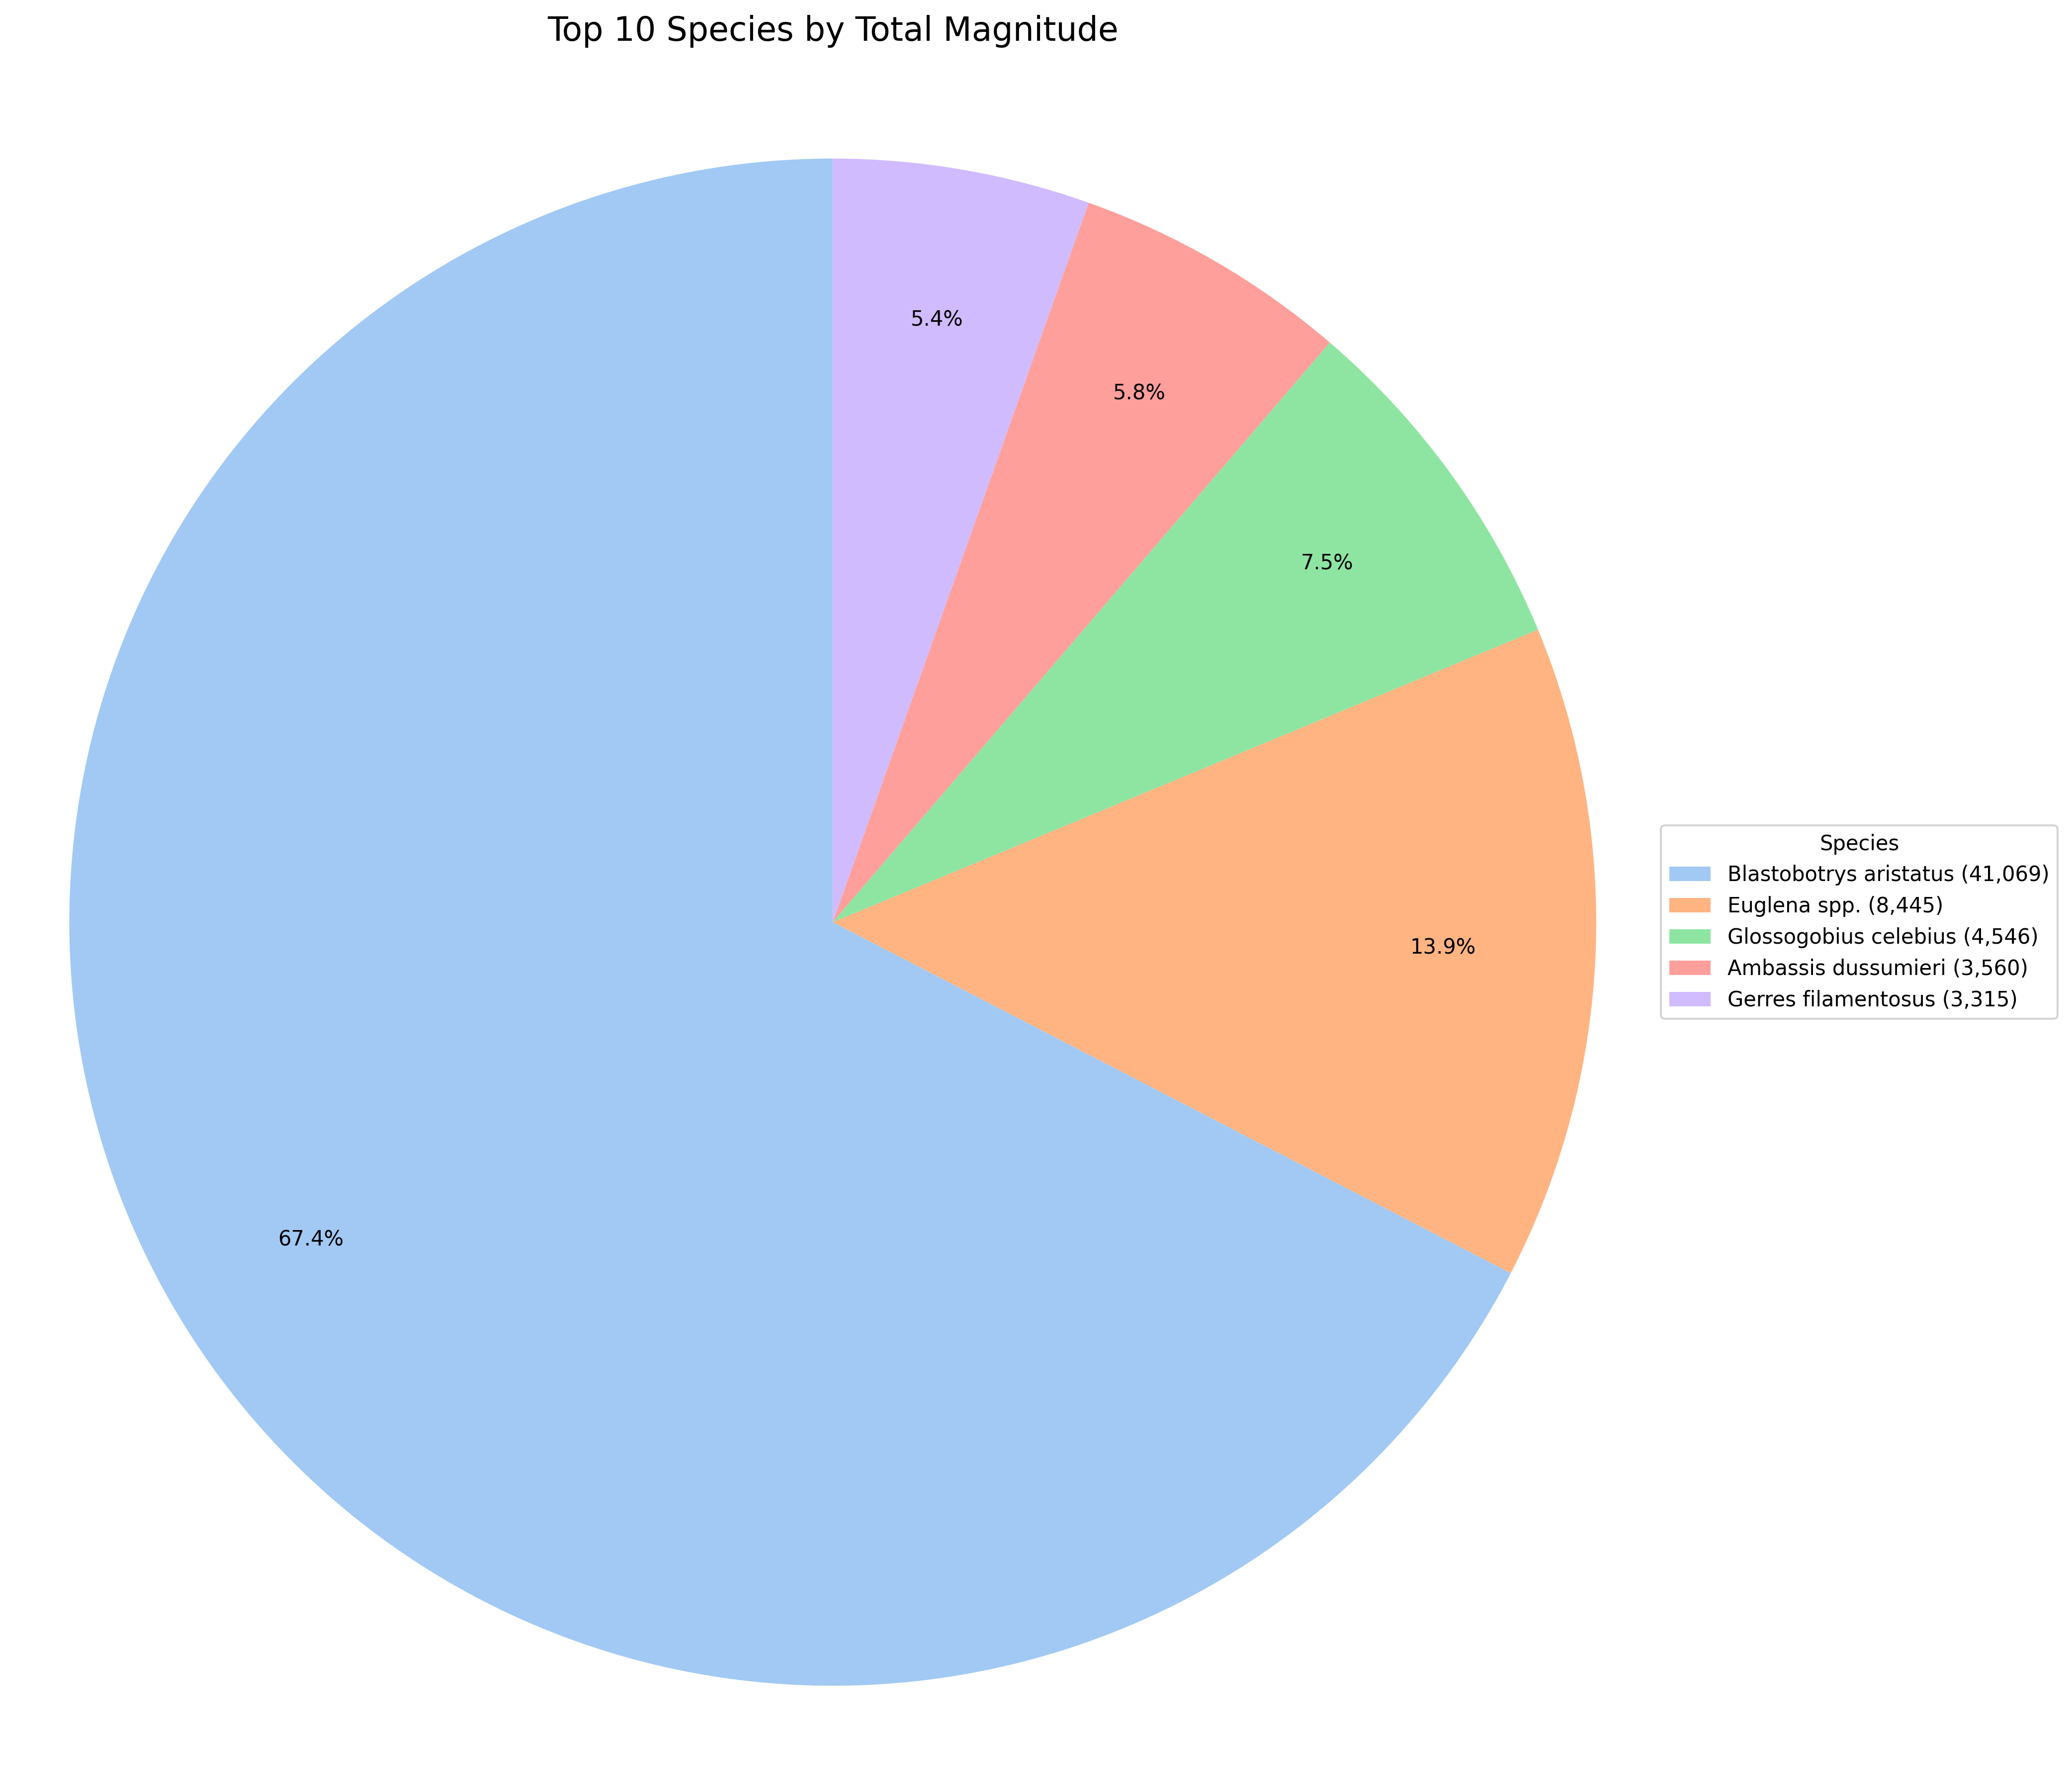 Top 10 Species by Total Magnitude
5.4%
5.8%
7.5%
13.9%
67.4%
Species
Blastobotrys aristatus (41,069)
Euglena spp. (8,445)
Glossogobius celebius (4,546)
Ambassis dussumieri (3,560)
Gerres filamentosus (3,315)